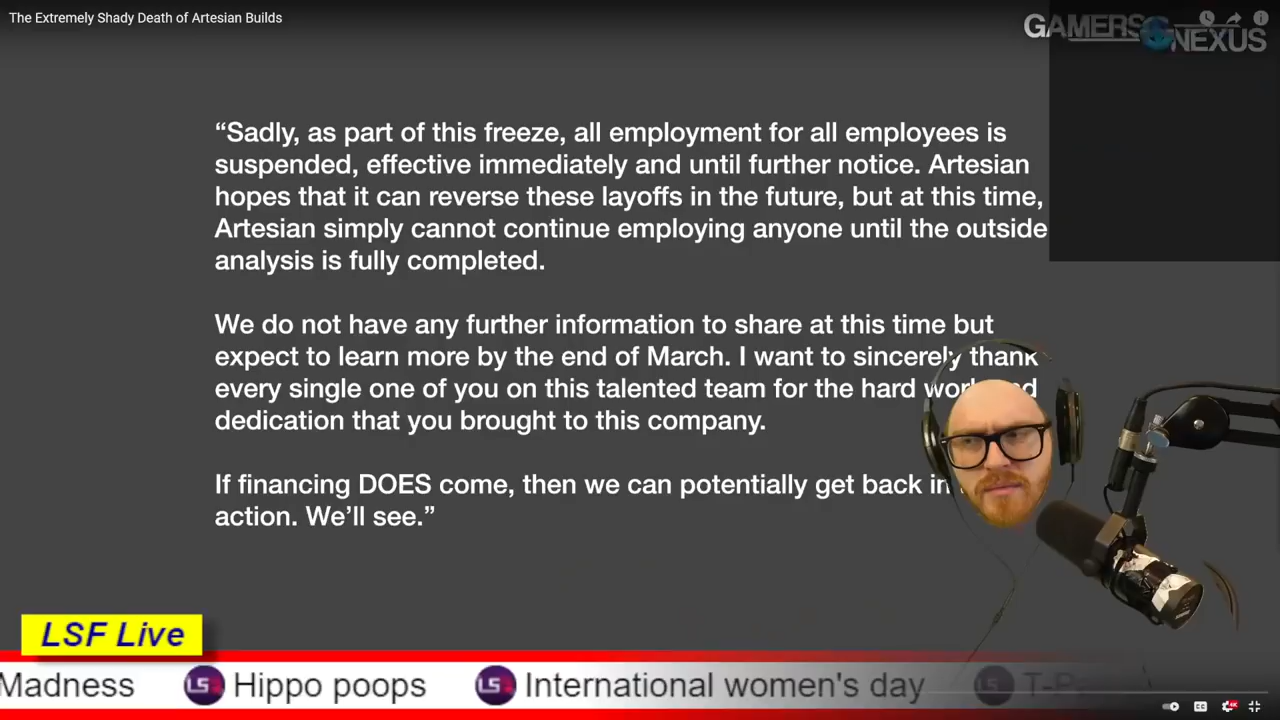 The Extremely Shady Death of Artesian Builds
GAMERS NEXUS
“Sadly, as part of this freeze, all employment for all employees is
suspended, effective immediately and until further notice. Artesian
hopes that it can reverse these layoffs in the future, but at this time,
Artesian simply cannot continue employing anyone until the outside
analysis is fully completed.
We do not have any further information to share at this time but
expect to learn more by the end of March. I want to sincerely thank
every single one of you on this talented team for the hard
dedication that you brought to this company.
If financing DOES come, then we can potentially get back in
action. We’ll see.”
LSF Live
Madness LS Hippo poops LS International women's day LS
CC 4K